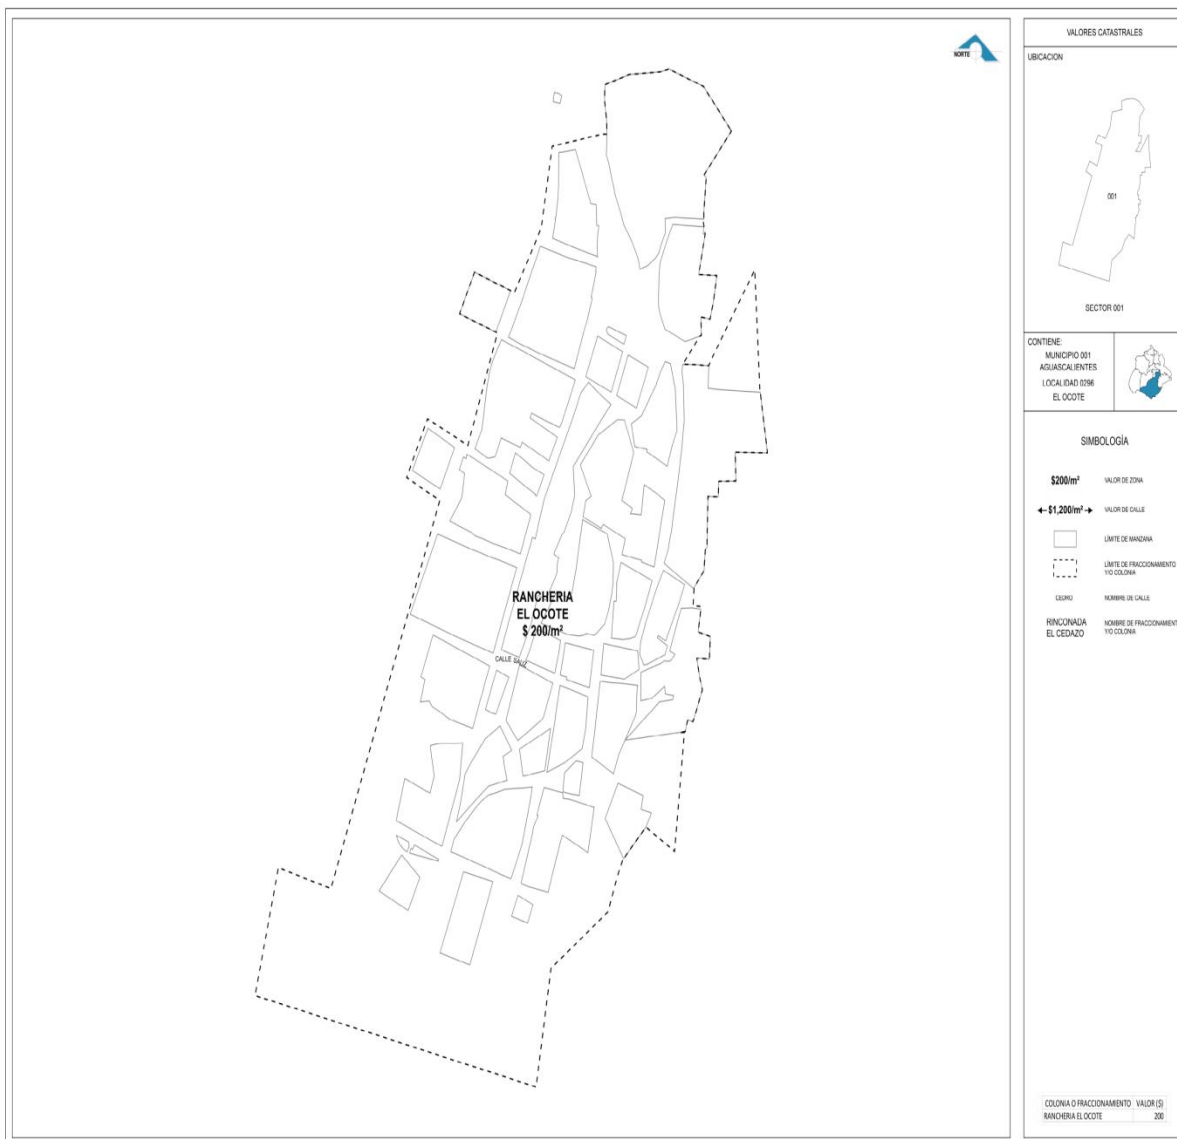 NORTE
RANCHERIA
EL OCOTE
$ 200/m²
CALLE SAUZ
VALORES CATASTRALES
UBICACION
001
SECTOR 001
CONTIENE:
MUNICIPIO 001
AGUASCALIENTES
LOCALIDAD 0296
EL OCOTE
SIMBOLOGÍA
$200/m² VALOR DE ZONA
$1,200/m² VALOR DE CALLE
LÍMITE DE MANZANA
LÍMITE DE FRACCIONAMIENTO
Y/O COLONIA
CEDRO NOMBRE DE CALLE
RINCONADA
EL CEDAZO
NOMBRE DE FRACCIONAMIENTO
Y/O COLONIA
COLONIA O FRACCIONAMIENTO VALOR ($)
RANCHERIA EL OCOTE 200